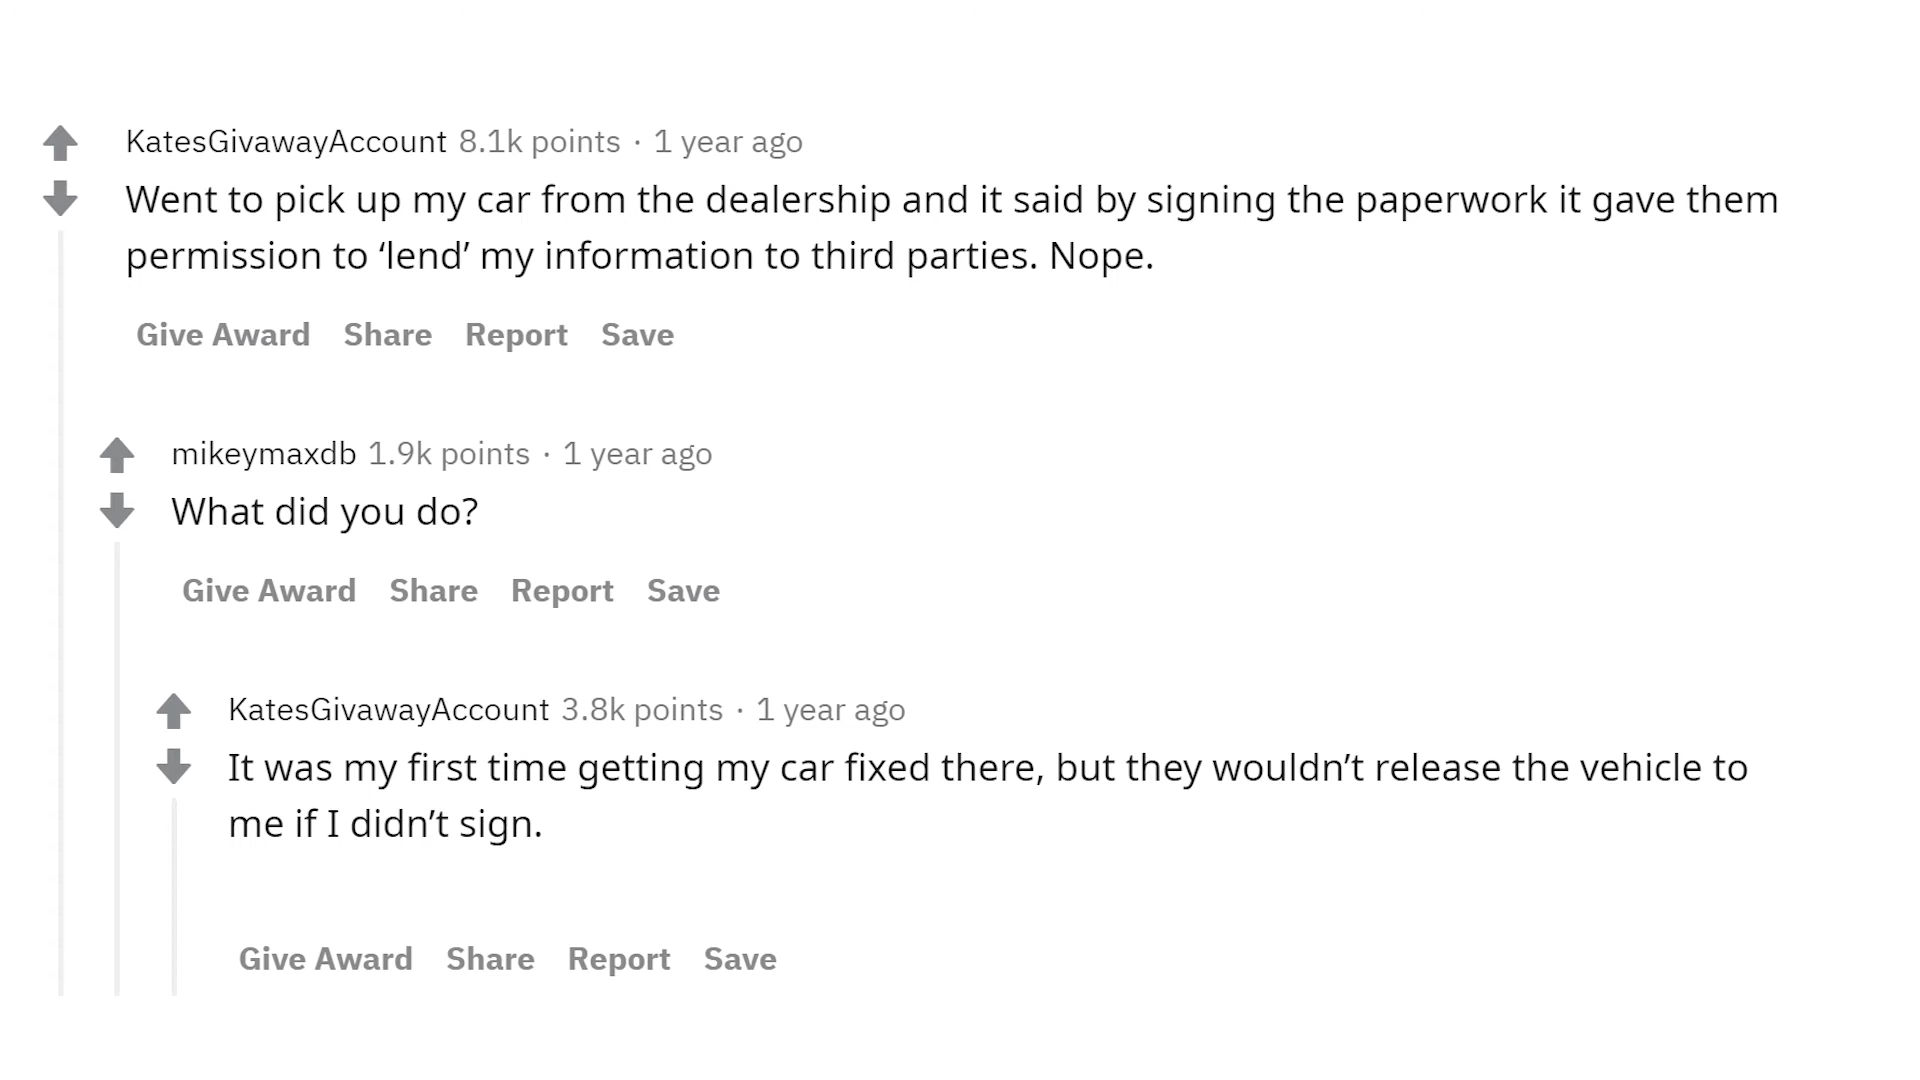 KatesGivawayAccount 8.1k points · 1 year ago
Went to pick up my car from the dealership and it said by signing the paperwork it gave them
permission to ‘lend’ my information to third parties. Nope.
Give Award Share Report Save
mikeymaxdb 1.9k points · 1 year ago
What did you do?
Give Award Share Report Save
KatesGivawayAccount 3.8k points · 1 year ago
It was my first time getting my car fixed there, but they wouldn’t release the vehicle to
me if I didn’t sign.
Give Award Share Report Save